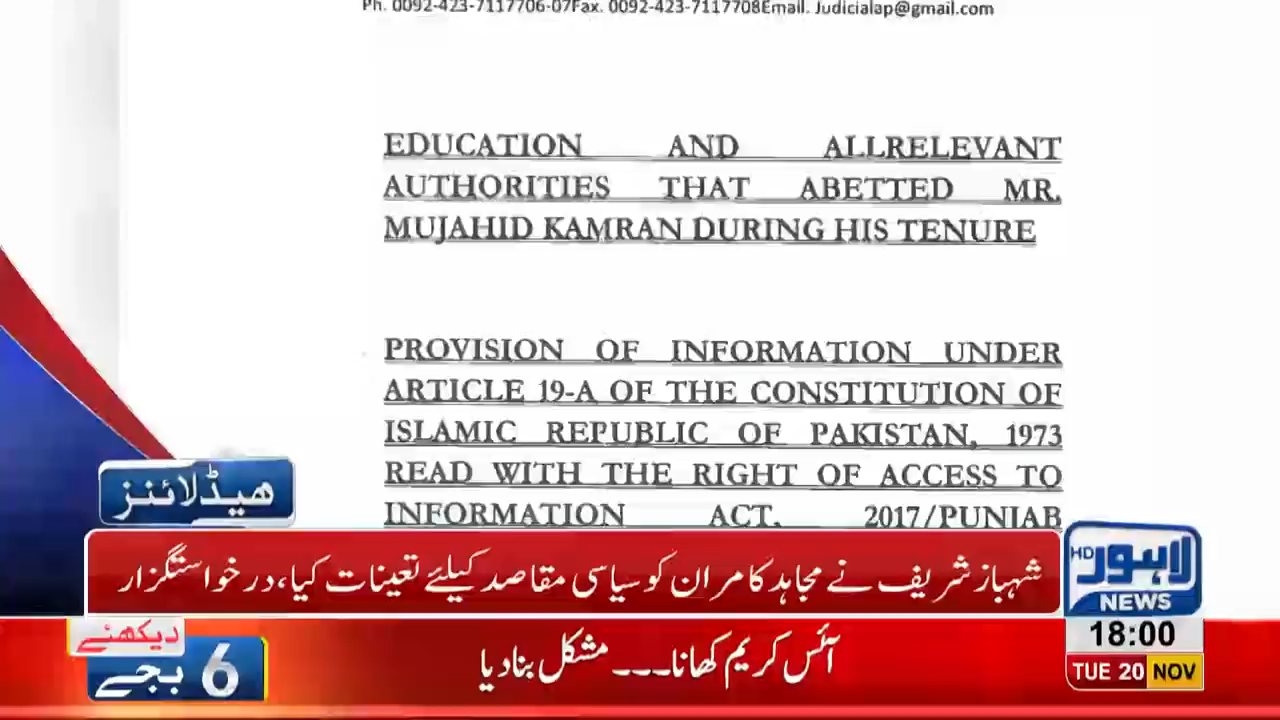 Ph. 0092-423-7117706-07Fax. 0092-423-7117708Email. Judicialap@gmail.com
EDUCATION AND ALLRELEVANT
AUTHORITIES THAT ABETTED MR.
MUJAHID KAMRAN DURING HIS TENURE
PROVISION OF INFORMATION UNDER
ARTICLE 19-A OF THE CONSTITUTION OF
ISLAMIC REPUBLIC OF PAKISTAN, 1973
READ WITH THE RIGHT OF ACCESS TO
INFORMATION ACT, 2017/PUNJAB
ھیڈلائنز
شہباز شریف نے مجاہد کامران کو سیاسی مقاصد کیلئے تعینات کیا، درخواستگزار
HD لاہور
NEWS
18:00
TUE 20 NOV
دیکھئے
6 بجے
آئس کریم کھانا۔۔۔ مشکل بنا دیا